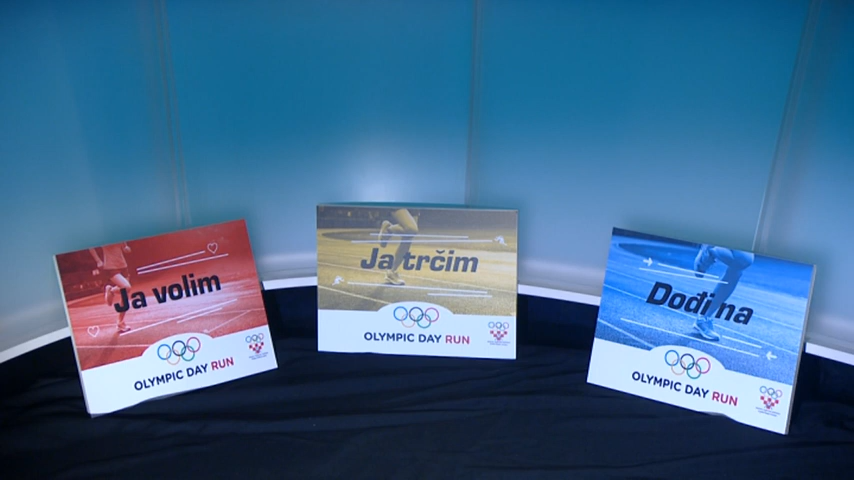 Ja volim
OLYMPIC DAY RUN
Ja trčim
OLYMPIC DAY RUN
Dođi na
OLYMPIC DAY RUN